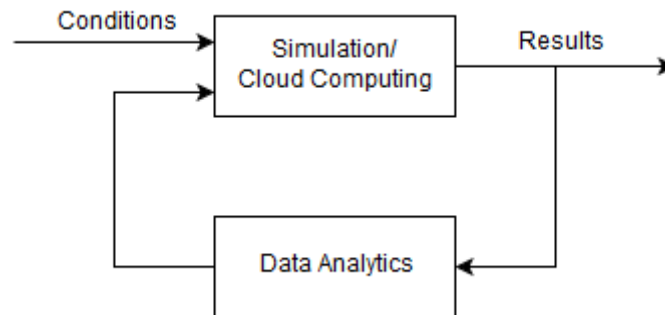 Conditions
Simulation/
Cloud Computing
Results
Data Analytics